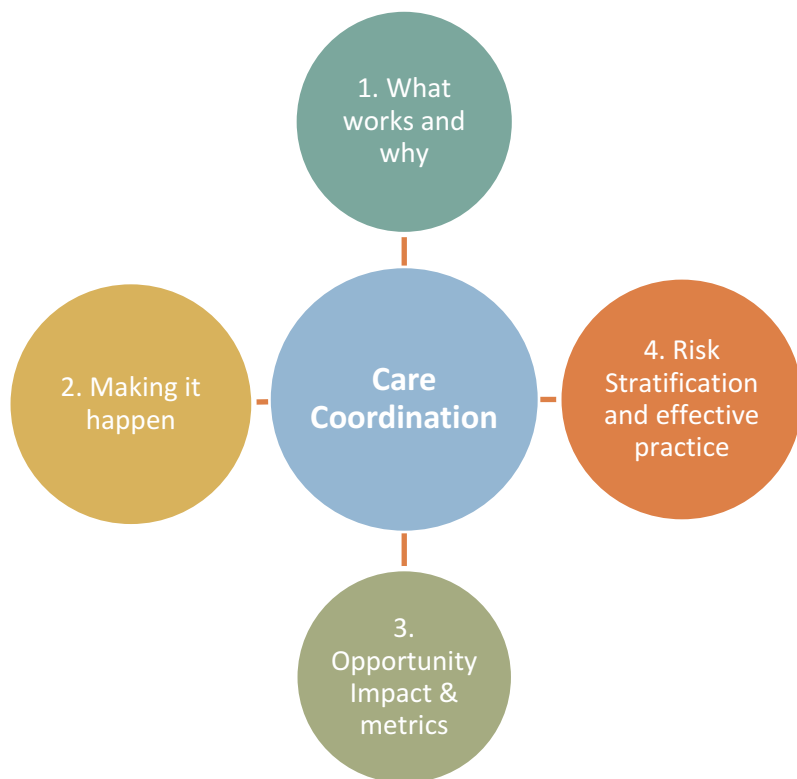 1. What
works and
why
2. Making it
happen
Care
Coordination
4. Risk
Stratification
and effective
practice
3.
Opportunity
Impact &
metrics